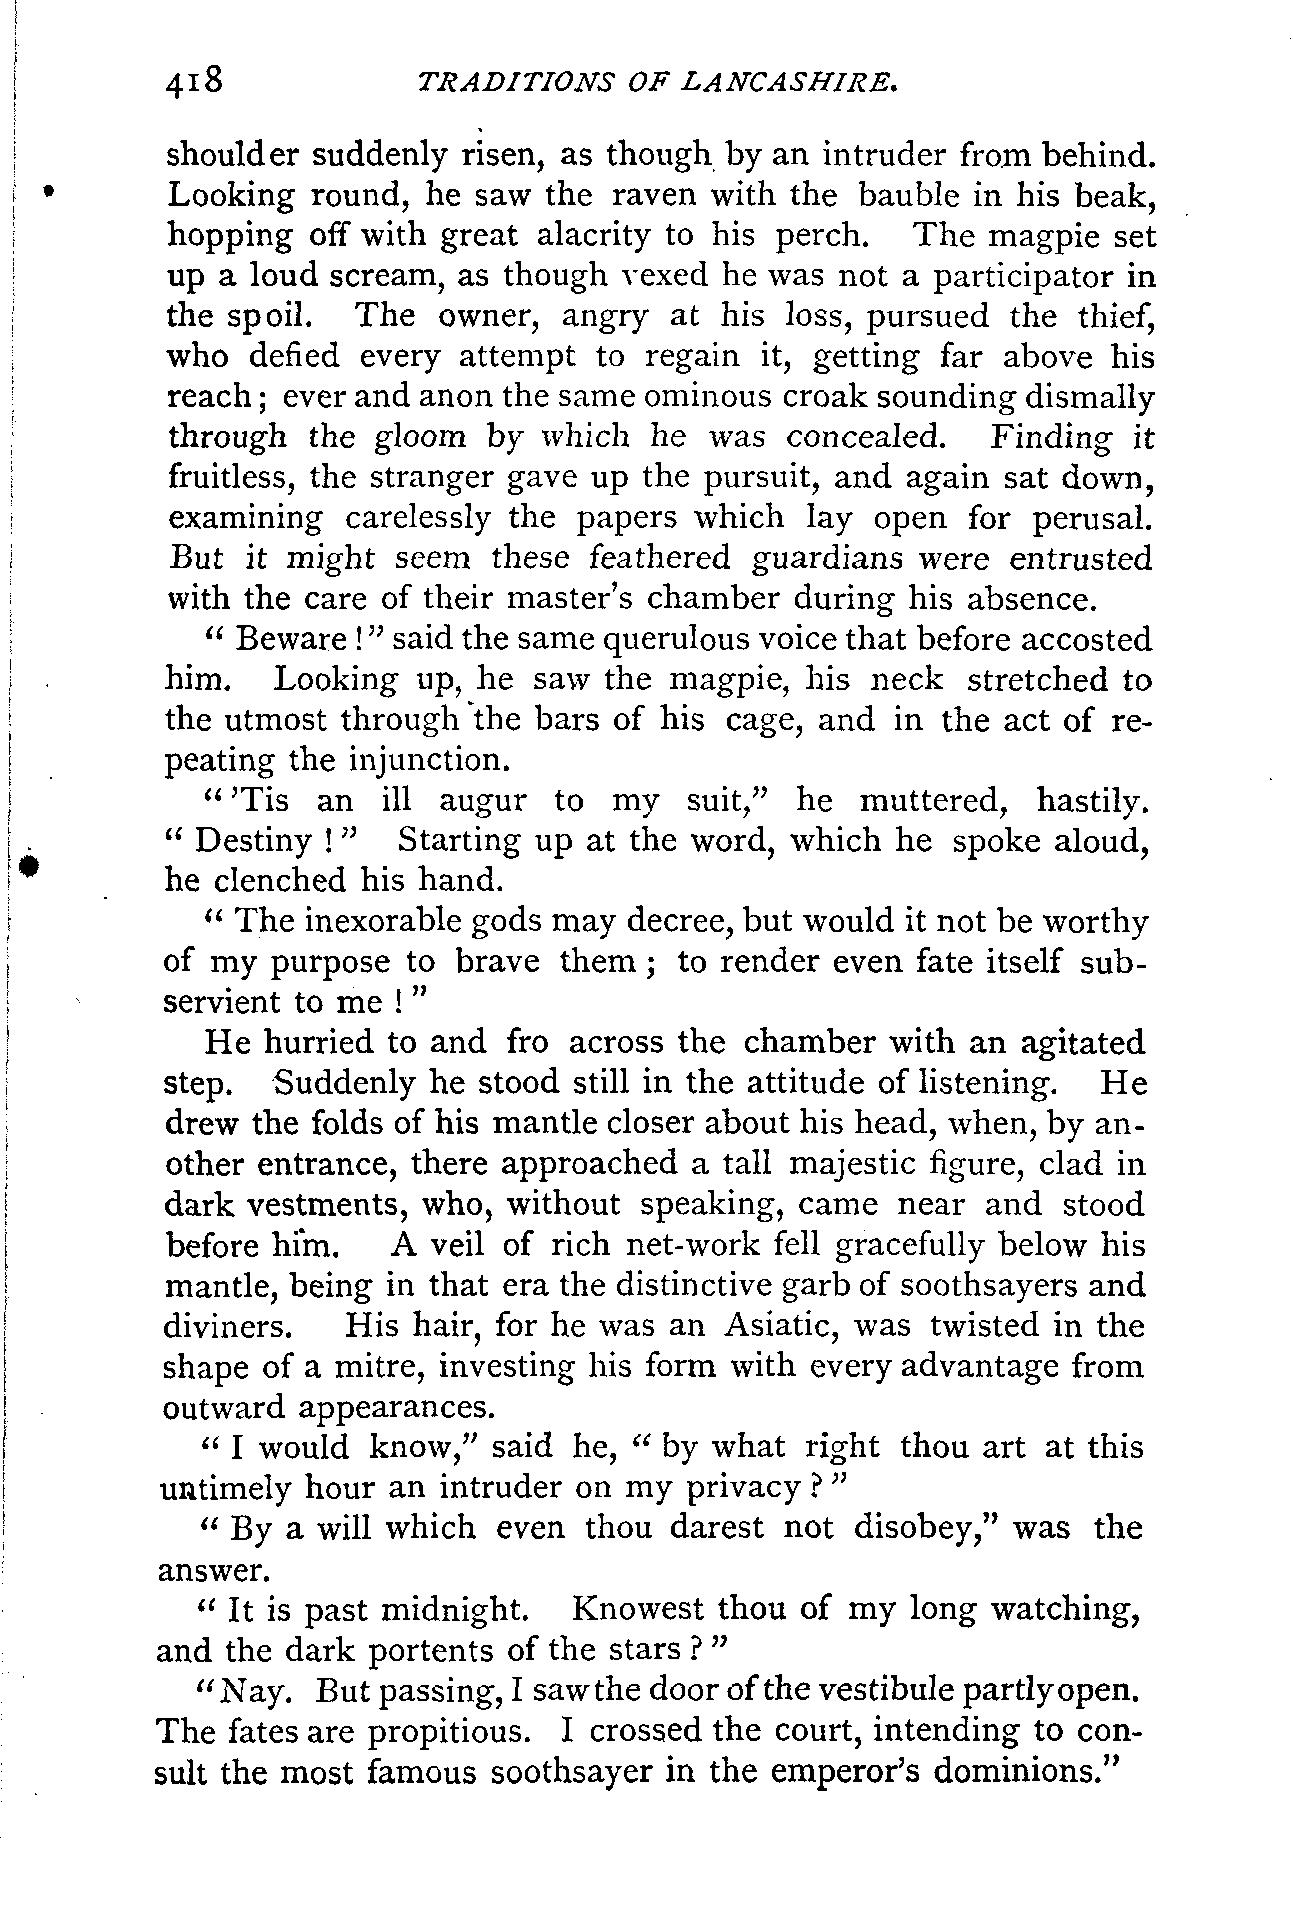 418 TRADITIONS OF LANCASHIRE.
shoulder suddenly risen, as though by an intruder from behind.
Looking round, he saw the raven with the bauble in his beak,
hopping off with great alacrity to his perch. The magpie set
up a loud scream, as though vexed he was not a participator in
the spoil. The owner, angry at his loss, pursued the thief,
who defied every attempt to regain it, getting far above his
reach; ever and anon the same ominous croak sounding dismally
through the gloom by which he was concealed. Finding it
fruitless, the stranger gave up the pursuit, and again sat down,
examining carelessly the papers which lay open for perusal.
But it might seem these feathered guardians were entrusted
with the care of their master's chamber during his absence.
" Beware!" said the same querulous voice that before accosted
him. Looking up, he saw the magpie, his neck stretched to
the utmost through the bars of his cage, and in the act of re-
peating the injunction.
"'Tis an ill augur to my suit," he muttered, hastily.
" Destiny!" Starting up at the word, which he spoke aloud,
he clenched his hand.
" The inexorable gods may decree, but would it not be worthy
of my purpose to brave them; to render even fate itself sub-
servient to me!"
He hurried to and fro across the chamber with an agitated
step. Suddenly he stood still in the attitude of listening. He
drew the folds of his mantle closer about his head, when, by an-
other entrance, there approached a tall majestic figure, clad in
dark vestments, who, without speaking, came near and stood
before him. A veil of rich net-work fell gracefully below his
mantle, being in that era the distinctive garb of soothsayers and
diviners. His hair, for he was an Asiatic, was twisted in the
shape of a mitre, investing his form with every advantage from
outward appearances.
" I would know," said he, " by what right thou art at this
untimely hour an intruder on my privacy?"
" By a will which even thou darest not disobey," was the
answer.
" It is past midnight. Knowest thou of my long watching,
and the dark portents of the stars?"
"Nay. But passing, I saw the door of the vestibule partly open.
The fates are propitious. I crossed the court, intending to con-
sult the most famous soothsayer in the emperor's dominions."